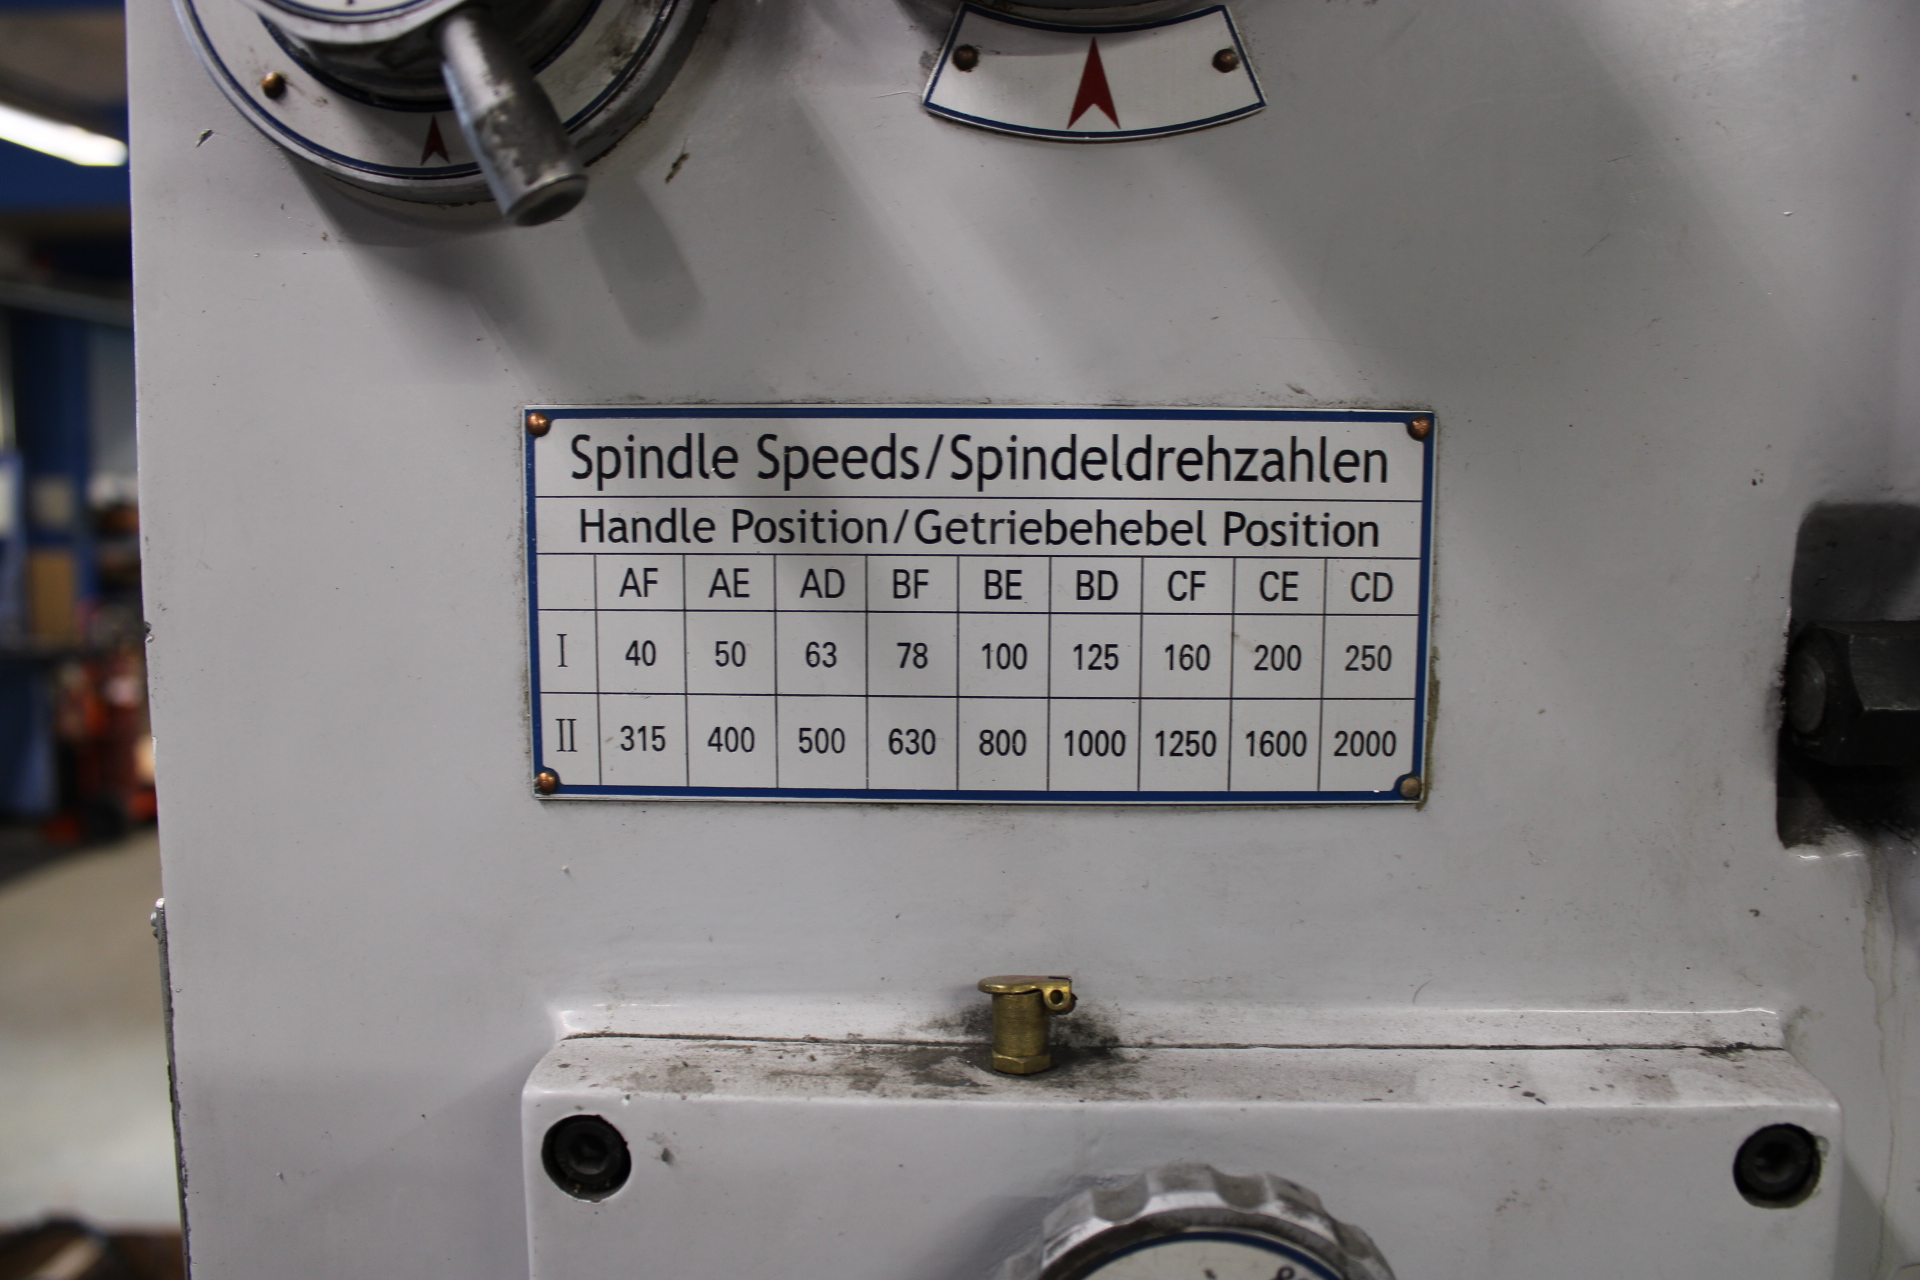 Spindle Speeds/Spindeldrehzahlen
Handle Position/Getriebehebel Position
AF AE AD BF BE BD CF CE CD
I 40 50 63 78 100 125 160 200 250
II 315 400 500 630 800 1000 1250 1600 2000